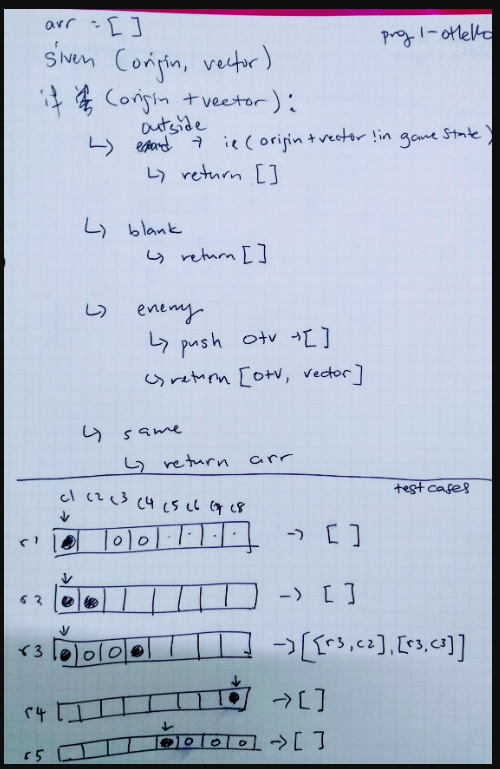 arr = [ ]
prog 1 - othello
given (origin, vector)
if (origin + vector):
outside
↳ → ie (origin + vector !in game state)
↳ return [ ]
↳ blank
↳ return [ ]
↳ enemy
↳ push o+v → [ ]
↳ return [o+v, vector]
↳ same
↳ return arr
test cases
c1 c2 c3 c4 c5 c6 c7 c8
r1 → [ ]
r2 → [ ]
r3 → [[r3, c2], [r3, c3]]
r4 → [ ]
r5 → [ ]